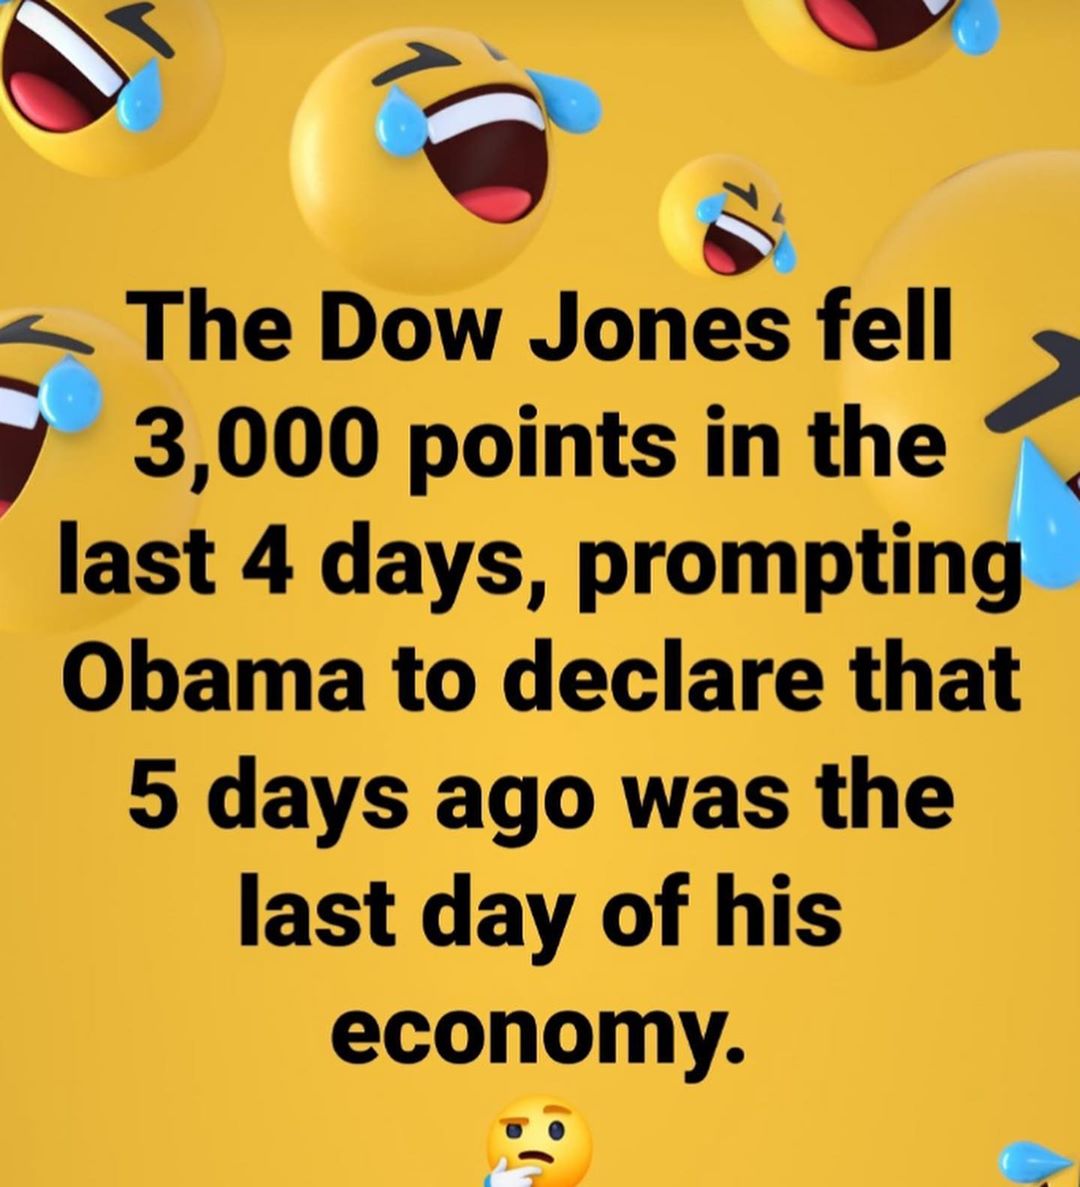 The Dow Jones fell
3,000 points in the
last 4 days, prompting
Obama to declare that
5 days ago was the
last day of his
economy.